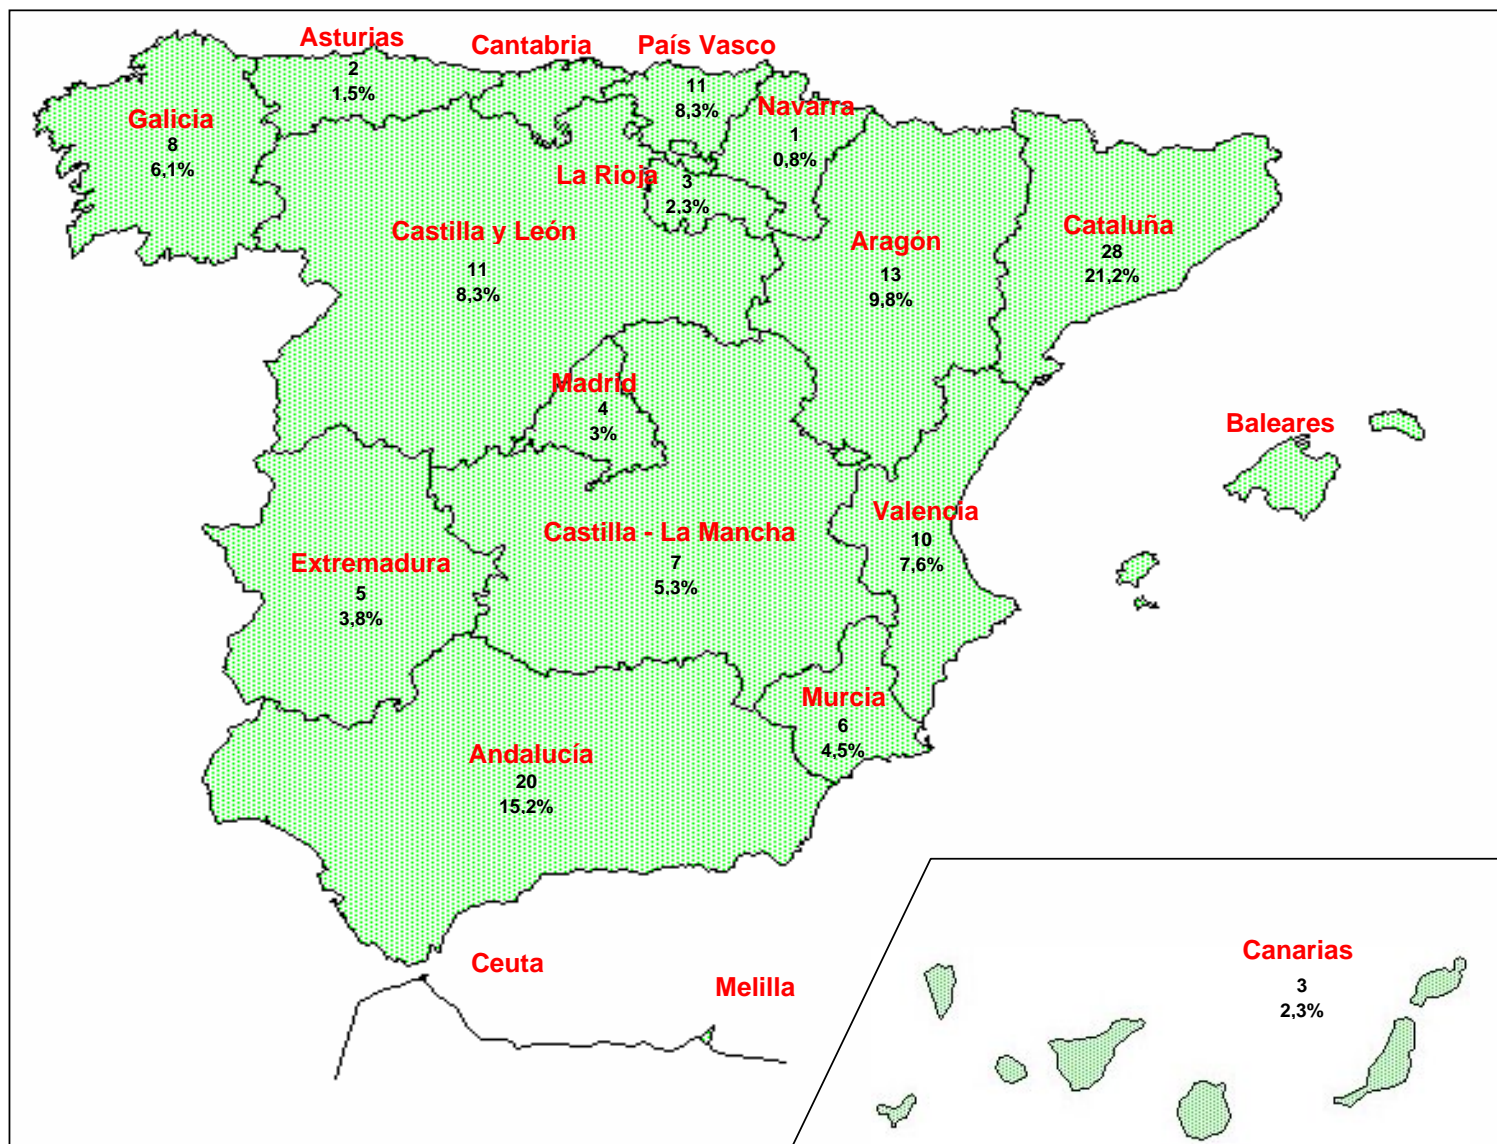 Asturias
2
1,5%
Cantabria
País Vasco
11
8,3%
Navarra
1
0,8%
Galicia
8
6,1%
La Rioja
3
2,3%
Castilla y León
11
8,3%
Aragón
13
9,8%
Cataluña
28
21,2%
Madrid
4
3%
Baleares
Extremadura
5
3,8%
Castilla - La Mancha
7
5,3%
Valencia
10
7,6%
Murcia
6
4,5%
Andalucía
20
15,2%
Ceuta
Melilla
Canarias
3
2,3%